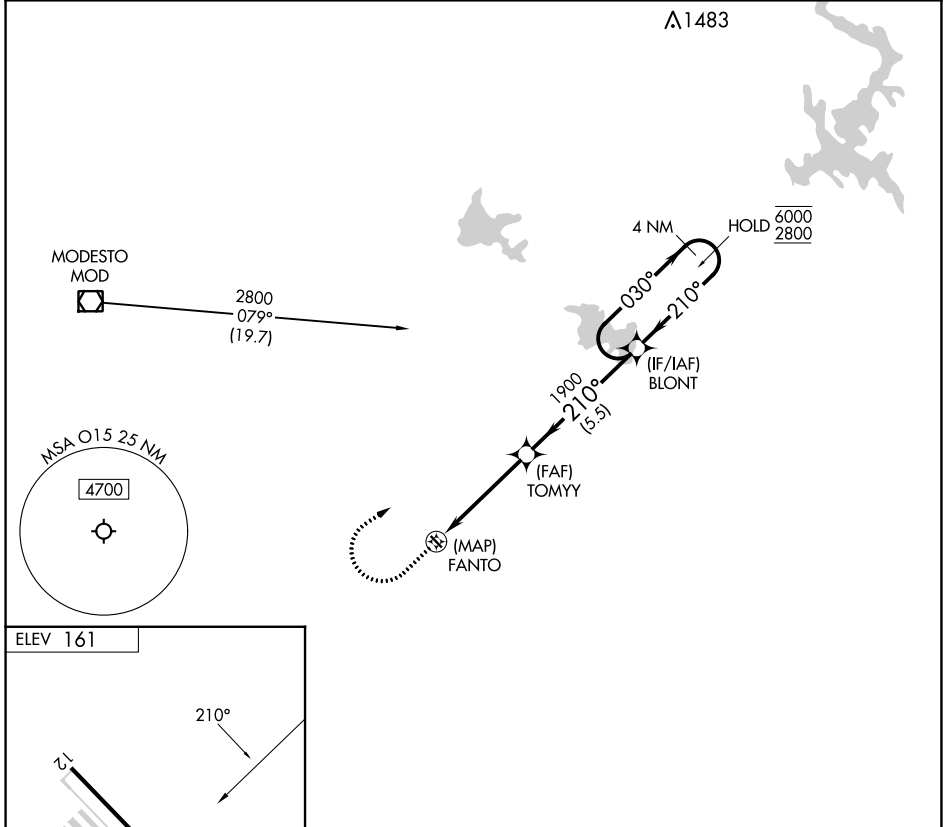 1483
4 NM
HOLD 6000
2800
MODESTO
MOD
2800
079°
(19.7)
030°
210°
(IF/IAF)
BLONT
1900
210°
(5.5)
(FAF)
TOMYY
(MAP)
FANTO
MSA O15 25 NM
4700
ELEV 161
210°
12